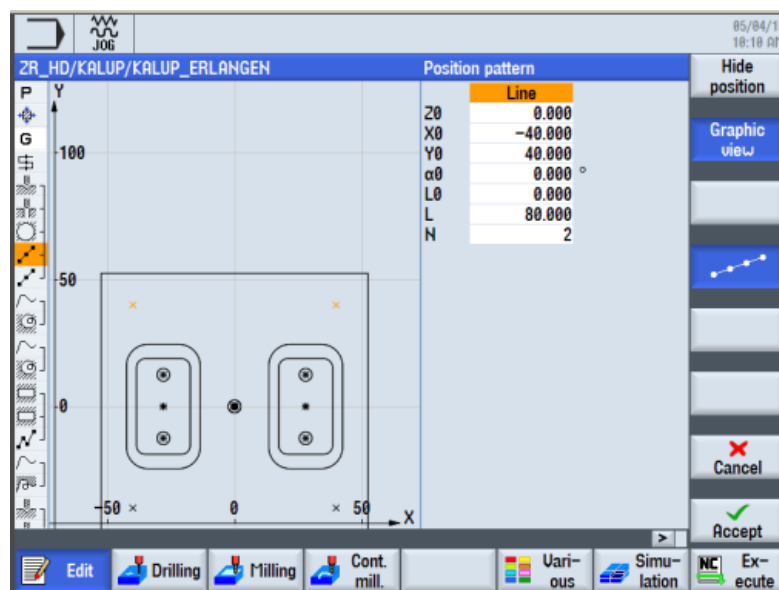 05/04/1
10:10 AM
JOG
ZR_HD/KALUP/KALUP_ERLANGEN
Position pattern
Hide
position
P
Y
Line
Z0 0.000
X0 -40.000
Y0 40.000
α0 0.000 °
L0 0.000
L 80.000
N 2
G
100
Graphic
view
50
0
-50 0 50 X
Cancel
Accept
>
Edit
Drilling
Milling
Cont.
mill.
Vari-
ous
Simu-
lation
NC
Ex-
ecute